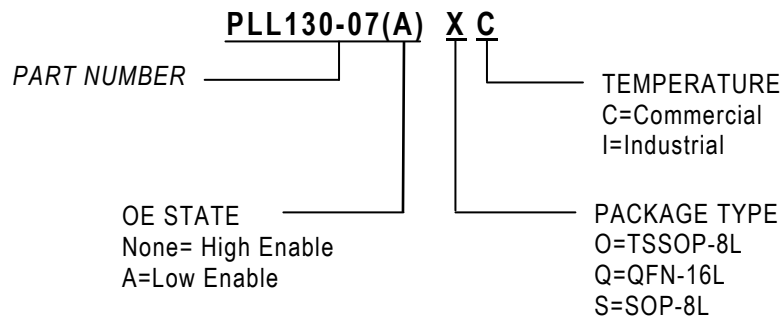 PLL130-07(A) X C
PART NUMBER
TEMPERATURE
C=Commercial
I=Industrial
OE STATE
None= High Enable
A=Low Enable
PACKAGE TYPE
O=TSSOP-8L
Q=QFN-16L
S=SOP-8L